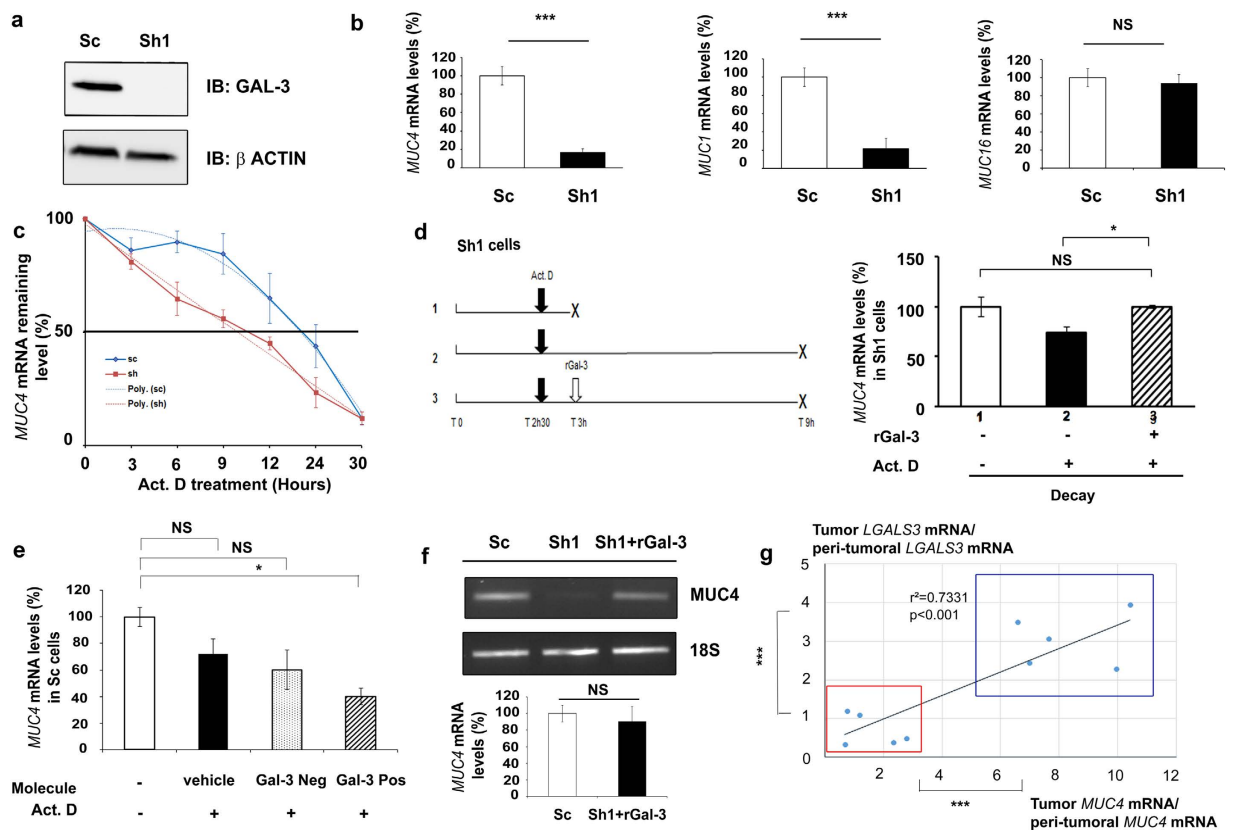 a
Sc Sh1
IB: GAL-3
IB: β ACTIN
b
***
MUC4 mRNA levels (%)
120
100
80
60
40
20
0
Sc Sh1
***
MUC1 mRNA levels (%)
120
100
80
60
40
20
0
Sc Sh1
NS
MUC16 mRNA levels (%)
120
100
80
60
40
20
0
Sc Sh1
c
MUC4 mRNA remaining
level (%)
100
50
0
sc
sh
Poly. (sc)
Poly. (sh)
0 3 6 9 12 24 30
Act. D treatment (Hours)
d
Sh1 cells
Act. D
1
X
2
X
rGal-3
3
X
T 0 T 2h30 T 3h T 9h
*
NS
MUC4 mRNA levels (%)
in Sh1 cells
150
100
50
0
1 2 3
rGal-3 - - +
Act. D - + +
Decay
e
NS
NS
*
MUC4 mRNA levels (%)
in Sc cells
120
100
80
60
40
20
0
Molecule - vehicle Gal-3 Neg Gal-3 Pos
Act. D - + + +
f
Sc Sh1 Sh1+rGal-3
MUC4
18S
NS
MUC4 mRNA
levels (%)
120
100
80
60
40
20
0
Sc Sh1+rGal-3
g
Tumor LGALS3 mRNA/
peri-tumoral LGALS3 mRNA
5
4
3
2
1
0
r²=0.7331
p<0.001
***
2 4 6 8 10 12
***
Tumor MUC4 mRNA/
peri-tumoral MUC4 mRNA